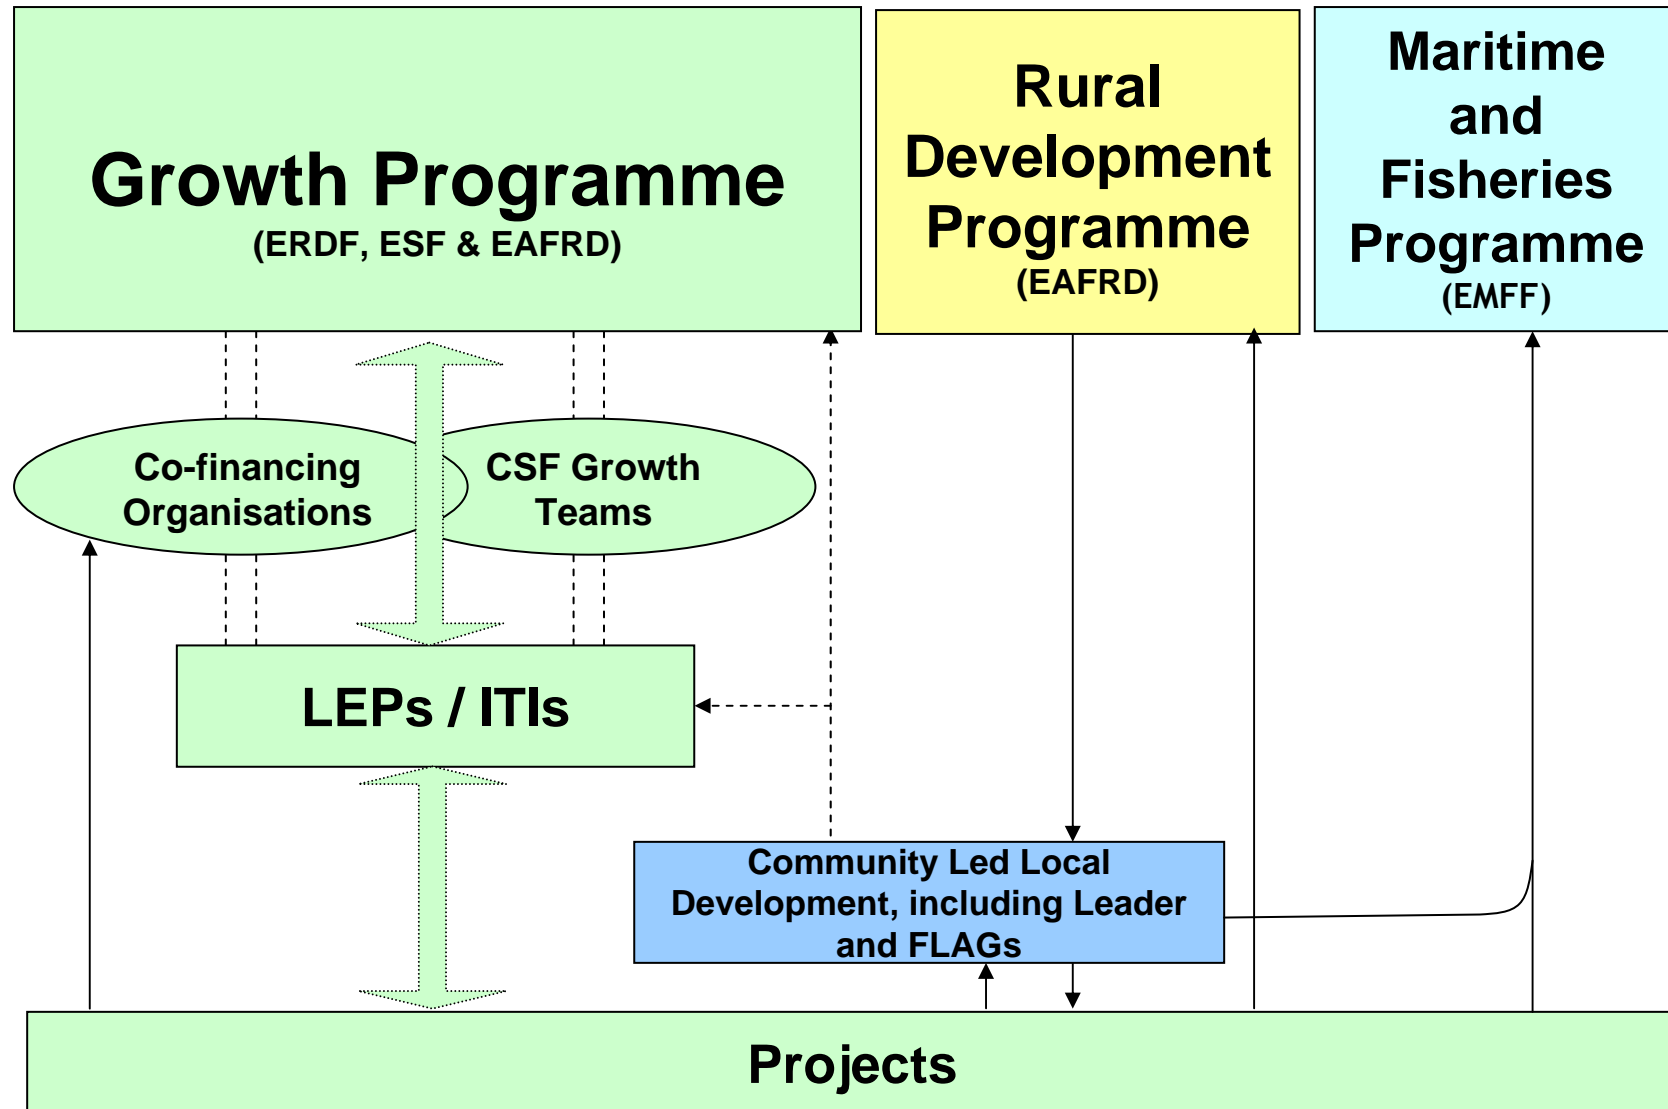 Growth Programme
(ERDF, ESF & EAFRD)
Rural
Development
Programme
(EAFRD)
Maritime
and
Fisheries
Programme
(EMFF)
Co-financing
Organisations
CSF Growth
Teams
LEPs / ITIs
Community Led Local
Development, including Leader
and FLAGs
Projects